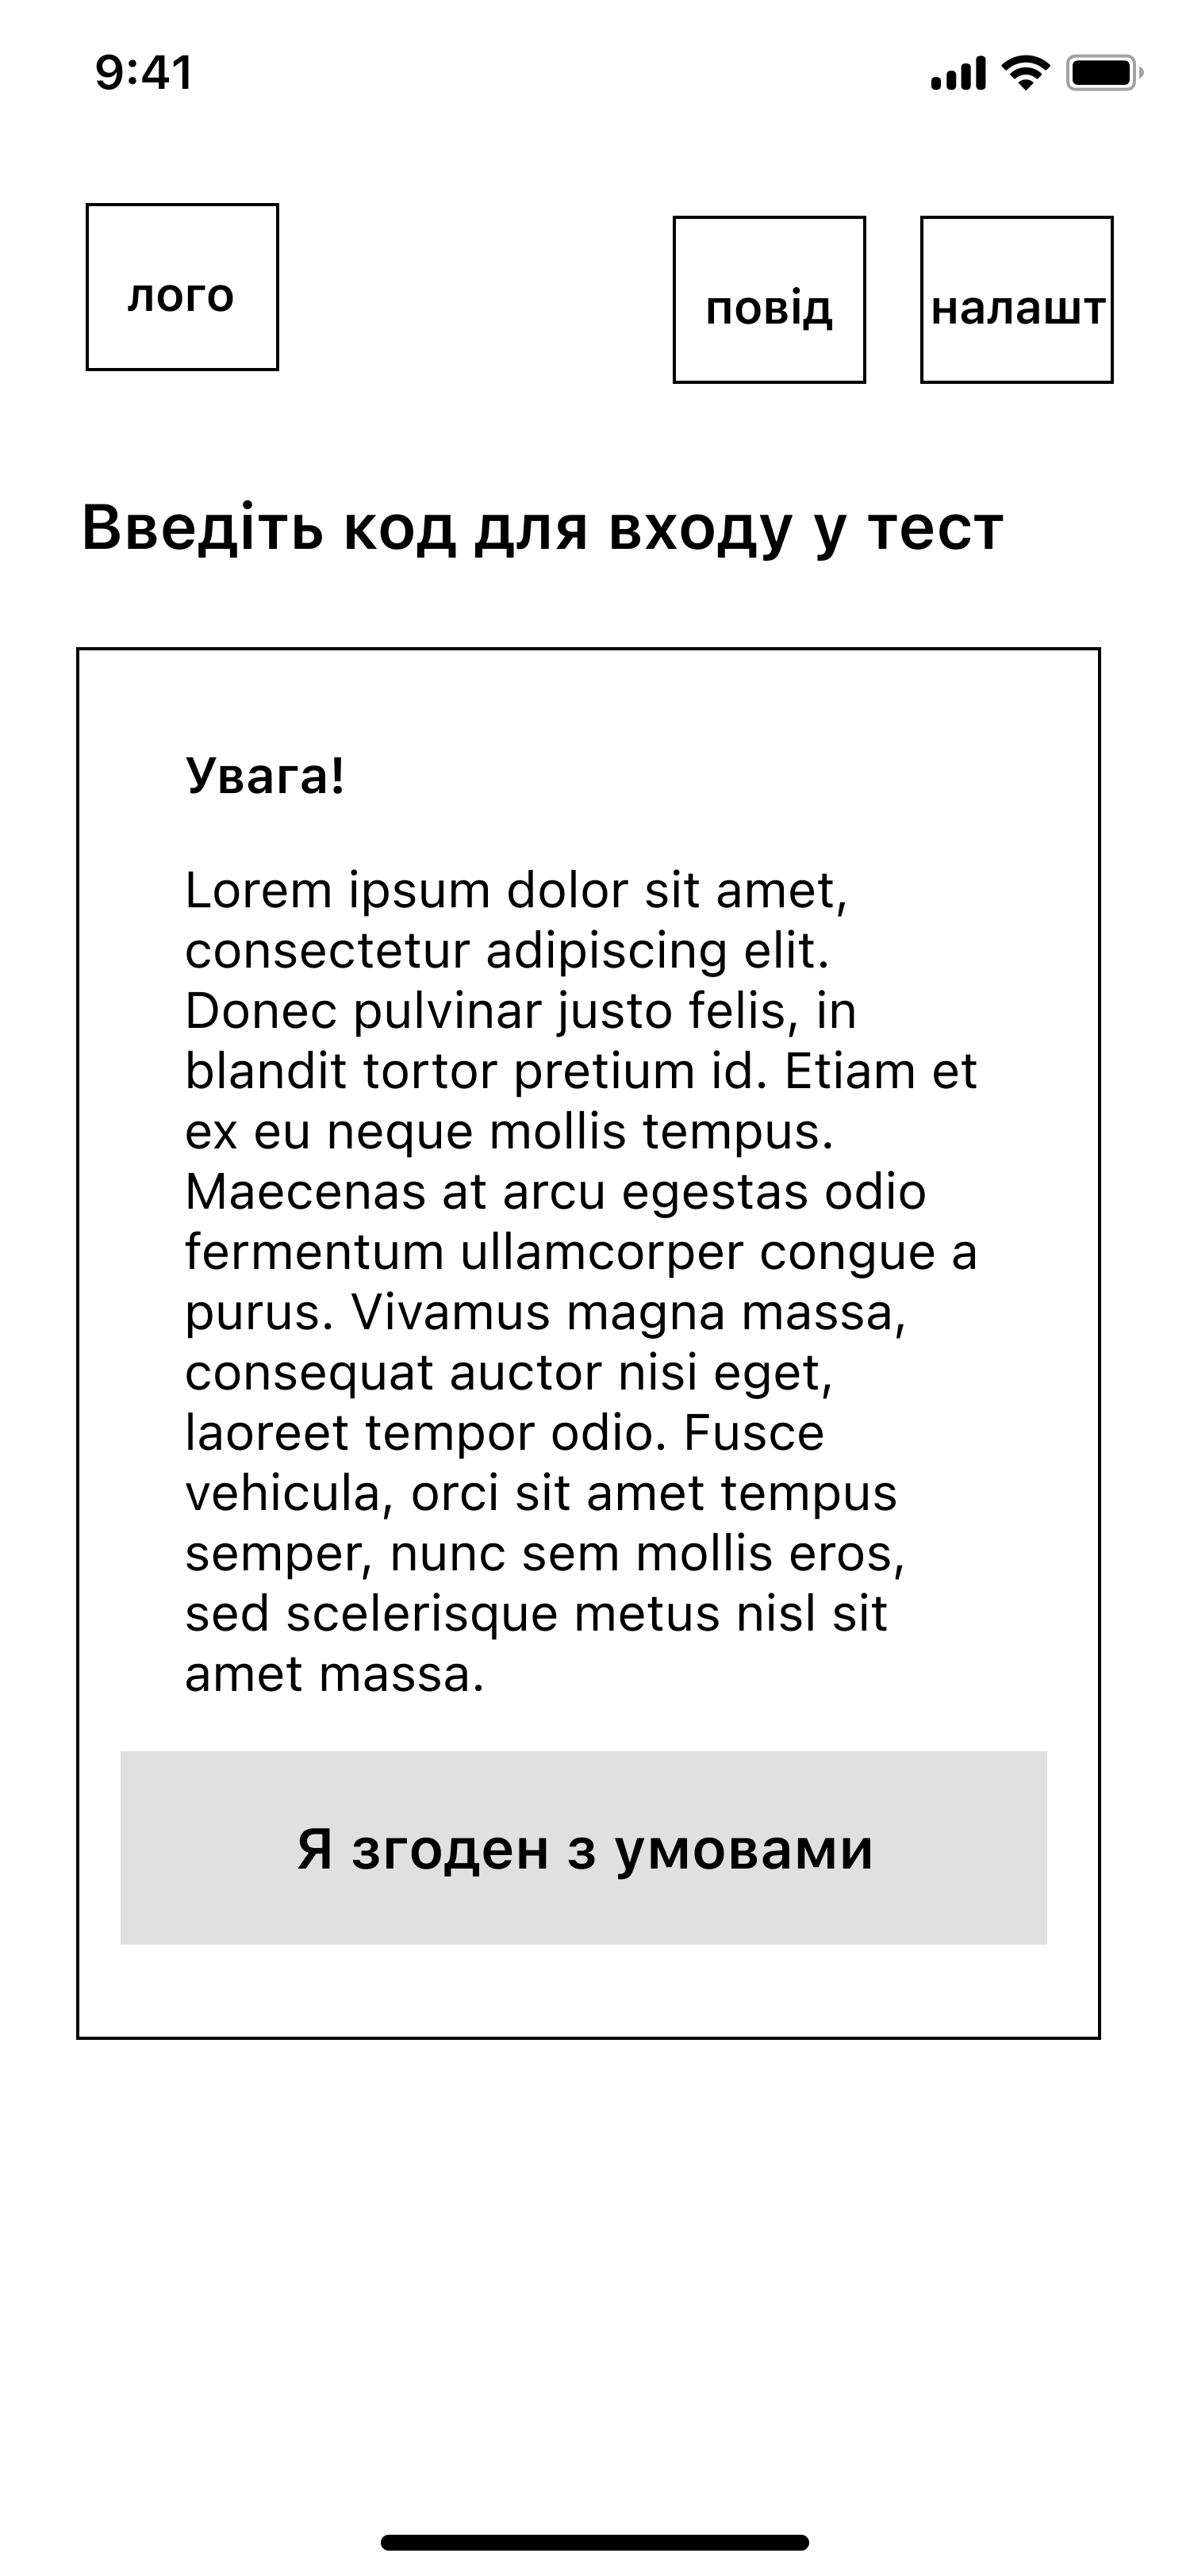 9:41
лого
повід
налашт
Введіть код для входу у тест
Увага!
Lorem ipsum dolor sit amet,
consectetur adipiscing elit.
Donec pulvinar justo felis, in
blandit tortor pretium id. Etiam et
ex eu neque mollis tempus.
Maecenas at arcu egestas odio
fermentum ullamcorper congue a
purus. Vivamus magna massa,
consequat auctor nisi eget,
laoreet tempor odio. Fusce
vehicula, orci sit amet tempus
semper, nunc sem mollis eros,
sed scelerisque metus nisl sit
amet massa.
Я згоден з умовами